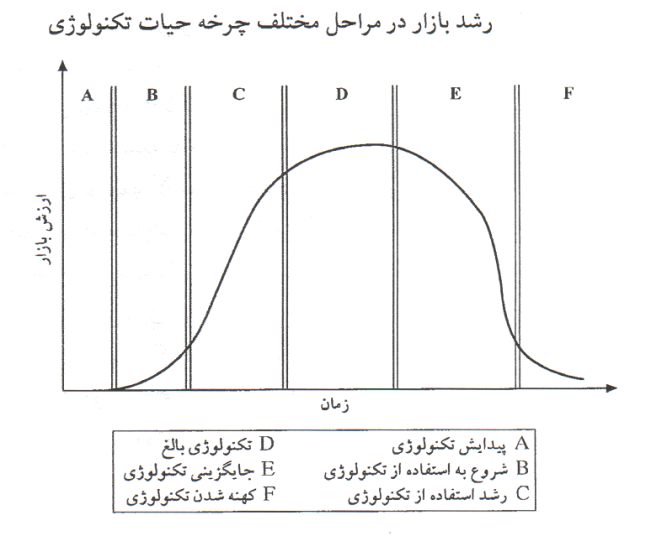 رشد بازار در مراحل مختلف چرخه حیات تکنولوژی
A B C D E F
ارزش بازار
زمان
A پیدایش تکنولوژی
B شروع به استفاده از تکنولوژی
C رشد استفاده از تکنولوژی
D تکنولوژی بالغ
E جایگزینی تکنولوژی
F کهنه شدن تکنولوژی